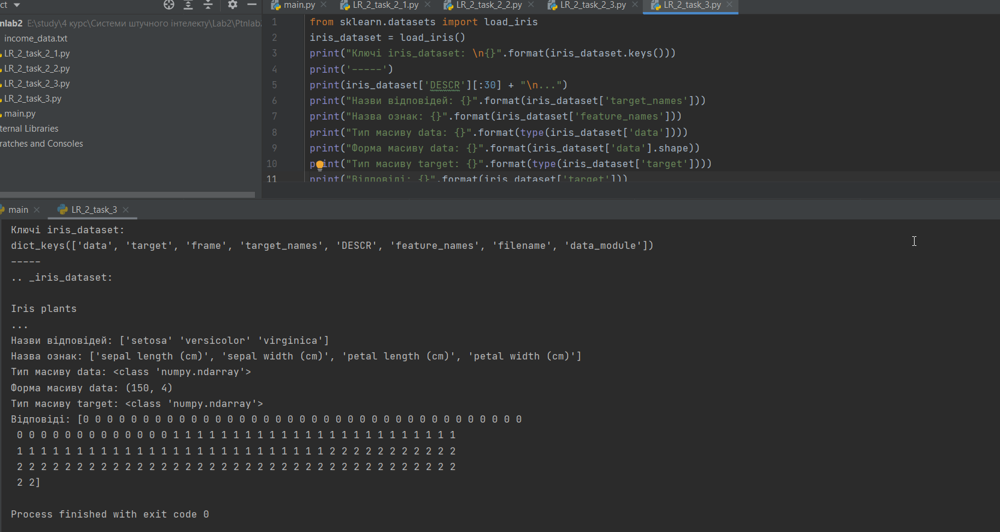 ct
main.py LR_2_task_2_1.py LR_2_task_2_2.py LR_2_task_2_3.py LR_2_task_3.py
nlab2 E:\study\4 курс\Системи штучного інтелекту\Lab2\Ptnlab
income_data.txt
LR_2_task_2_1.py
LR_2_task_2_2.py
LR_2_task_2_3.py
LR_2_task_3.py
main.py
ternal Libraries
ratches and Consoles
1 from sklearn.datasets import load_iris
2 iris_dataset = load_iris()
3 print("Ключі iris_dataset: \n{}".format(iris_dataset.keys()))
4 print('-----')
5 print(iris_dataset['DESCR'][:30] + "\n...")
6 print("Назви відповідей: {}".format(iris_dataset['target_names']))
7 print("Назва ознак: {}".format(iris_dataset['feature_names']))
8 print("Тип масиву data: {}".format(type(iris_dataset['data'])))
9 print("Форма масиву data: {}".format(iris_dataset['data'].shape))
10 print("Тип масиву target: {}".format(type(iris_dataset['target'])))
11 print("Відповіді: {}".format(iris_dataset['target']))
main LR_2_task_3
Ключі iris_dataset:
dict_keys(['data', 'target', 'frame', 'target_names', 'DESCR', 'feature_names', 'filename', 'data_module'])
-----
.. _iris_dataset:
Iris plants
...
Назви відповідей: ['setosa' 'versicolor' 'virginica']
Назва ознак: ['sepal length (cm)', 'sepal width (cm)', 'petal length (cm)', 'petal width (cm)']
Тип масиву data: <class 'numpy.ndarray'>
Форма масиву data: (150, 4)
Тип масиву target: <class 'numpy.ndarray'>
Відповіді: [0 0 0 0 0 0 0 0 0 0 0 0 0 0 0 0 0 0 0 0 0 0 0 0 0 0 0 0 0 0 0 0 0 0 0 0 0
0 0 0 0 0 0 0 0 0 0 0 0 0 1 1 1 1 1 1 1 1 1 1 1 1 1 1 1 1 1 1 1 1 1 1 1 1
1 1 1 1 1 1 1 1 1 1 1 1 1 1 1 1 1 1 1 1 1 1 1 1 1 1 2 2 2 2 2 2 2 2 2 2 2
2 2 2 2 2 2 2 2 2 2 2 2 2 2 2 2 2 2 2 2 2 2 2 2 2 2 2 2 2 2 2 2 2 2 2 2 2
2 2]
Process finished with exit code 0